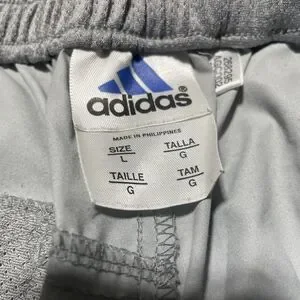 adidas
MADE IN PHILIPPINES
SIZE TALLA
L G
TAILLE TAM
G G